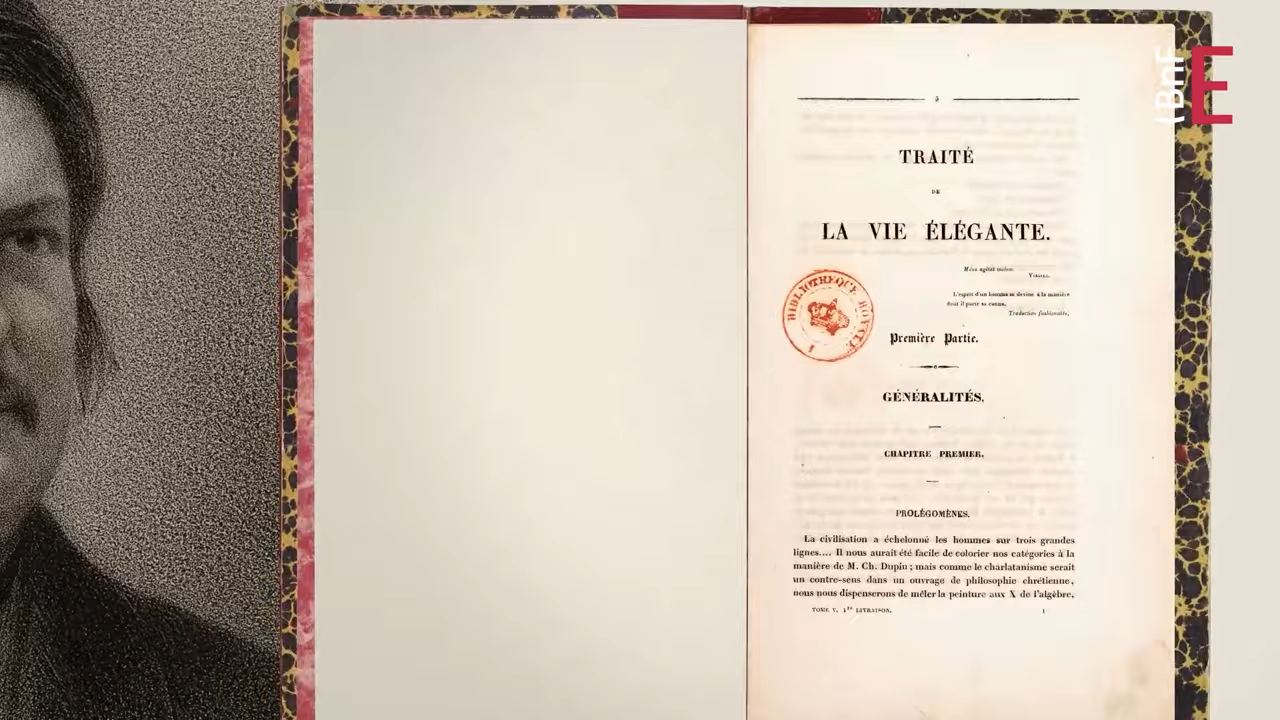 TRAITÉ
DE
LA VIE ÉLÉGANTE.
Mens agitat molem.
VIRGILE.
L'esprit d'un homme se devine à la manière
dont il porte sa canne.
Traduction fashionable.
BIBLIOTHEQUE ROYALE
Première Partie.
GÉNÉRALITÉS.
CHAPITRE PREMIER.
PROLÉGOMÈNES.
La civilisation a échelonné les hommes sur trois grandes
lignes.... Il nous aurait été facile de colorier nos catégories à la
manière de M. Ch. Dupin ; mais comme le charlatanisme serait
un contre-sens dans un ouvrage de philosophie chrétienne,
nous nous dispenserons de mêler la peinture aux X de l'algèbre,
TOME V, 1re LIVRAISON. 1
(BnF E